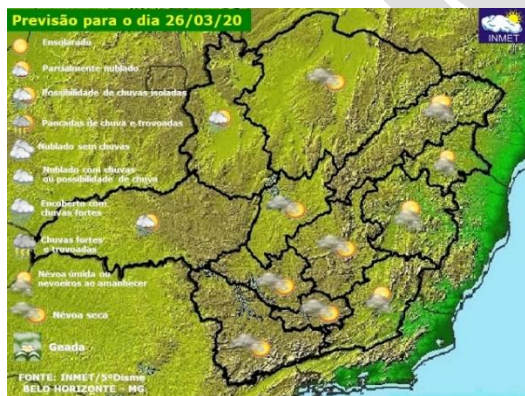 Previsão para o dia 26/03/20
INMET
Ensolarado
Parcialmente nublado
Possibilidade de chuvas isoladas
Pancadas de chuva e trovoadas
Nublado sem chuvas
Nublado com chuvas
ou possibilidade de chuva
Encoberto com
chuvas fortes
Chuvas fortes
e trovoadas
Névoa úmida ou
nevoeiros ao amanhecer
Névoa seca
Geada
FONTE: INMET/5ºDisme
BELO HORIZONTE - MG